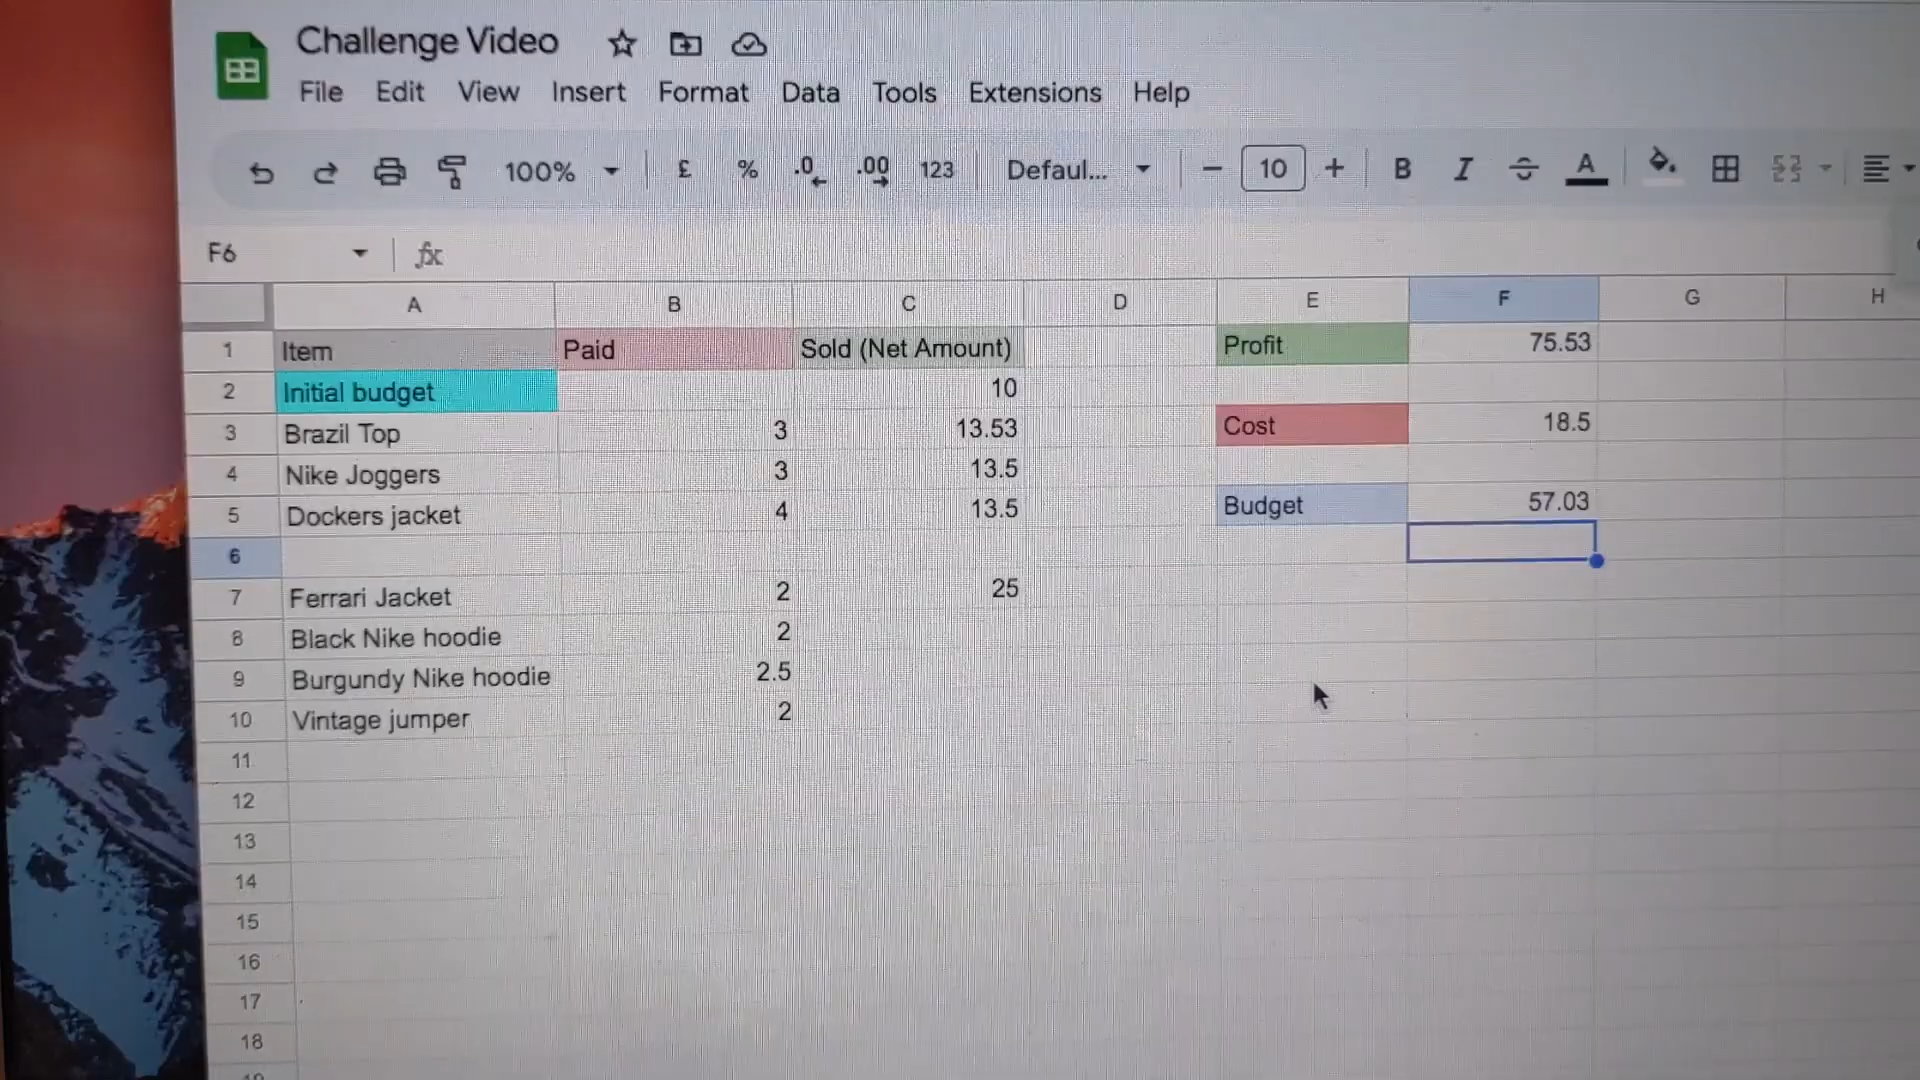 Challenge Video
File Edit View Insert Format Data Tools Extensions Help
100% £ % .0 .00 123 Defaul... − 10 + B I S A
F6 fx
A B C D E F G H
1 Item Paid Sold (Net Amount) Profit 75.53
2 Initial budget 10
3 Brazil Top 3 13.53 Cost 18.5
4 Nike Joggers 3 13.5
5 Dockers jacket 4 13.5 Budget 57.03
6
7 Ferrari Jacket 2 25
8 Black Nike hoodie 2
9 Burgundy Nike hoodie 2.5
10 Vintage jumper 2
11
12
13
14
15
16
17
18